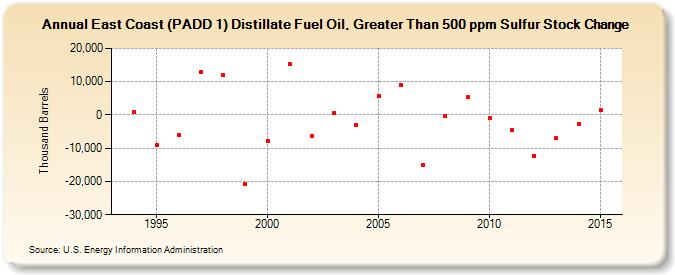 Annual East Coast (PADD 1) Distillate Fuel Oil, Greater Than 500 ppm Sulfur Stock Change
Thousand Barrels
20,000
10,000
0
-10,000
-20,000
-30,000
1995 2000 2005 2010 2015
Source: U.S. Energy Information Administration